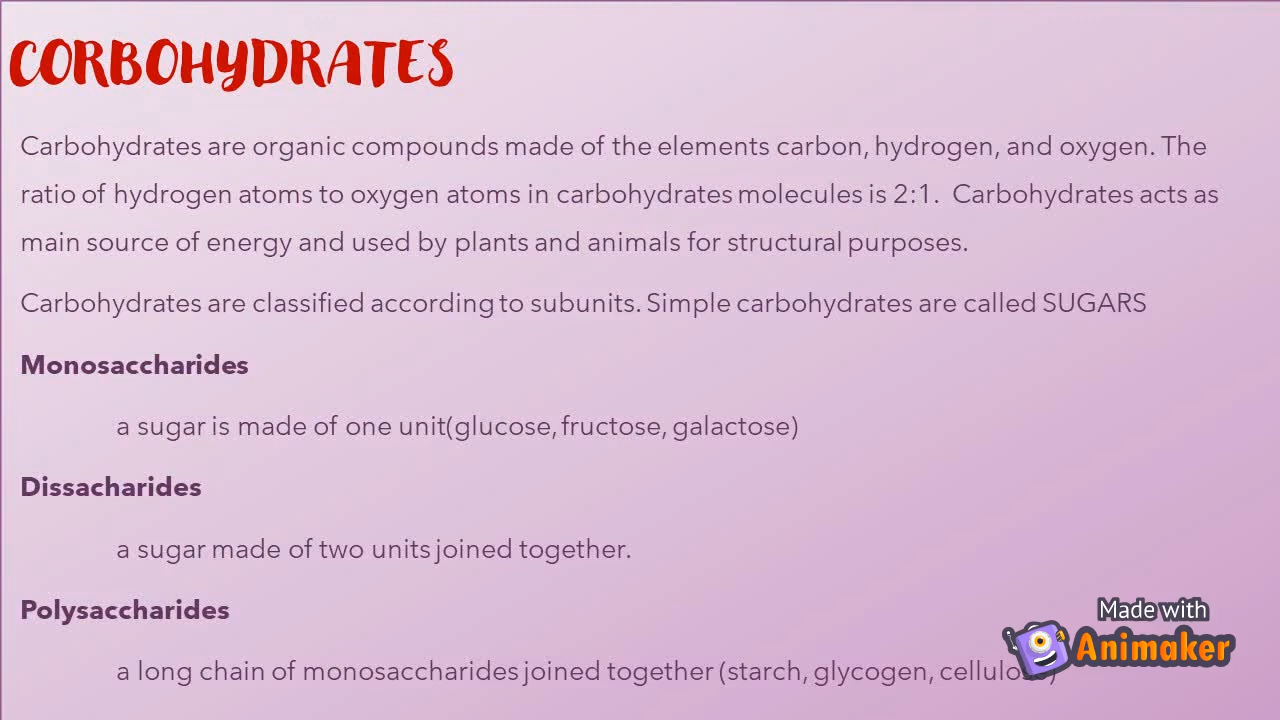 CORBOHYDRATES
Carbohydrates are organic compounds made of the elements carbon, hydrogen, and oxygen. The
ratio of hydrogen atoms to oxygen atoms in carbohydrates molecules is 2:1. Carbohydrates acts as
main source of energy and used by plants and animals for structural purposes.
Carbohydrates are classified according to subunits. Simple carbohydrates are called SUGARS
Monosaccharides
a sugar is made of one unit(glucose, fructose, galactose)
Dissacharides
a sugar made of two units joined together.
Polysaccharides
a long chain of monosaccharides joined together (starch, glycogen, cellulose)
Made with
Animaker